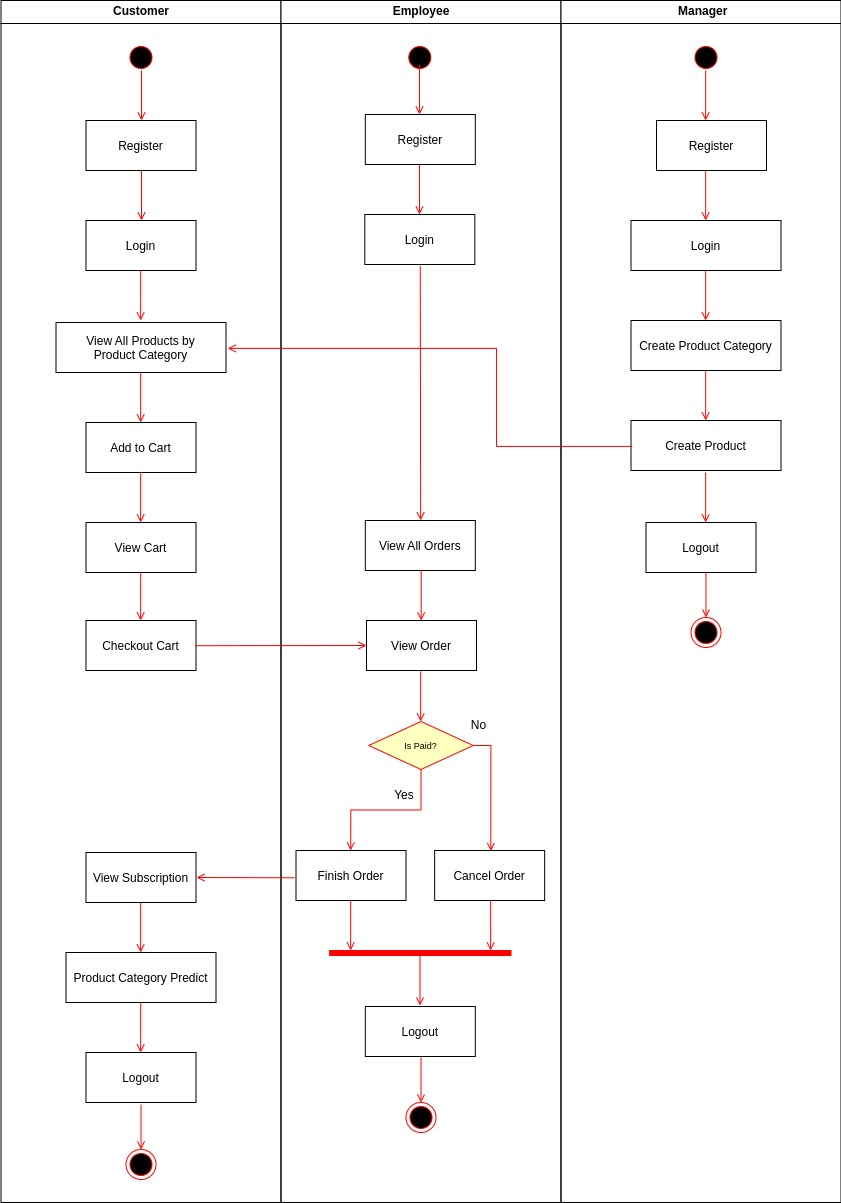 Customer
Employee
Manager
Register
Register
Register
Login
Login
Login
View All Products by
Product Category
Create Product Category
Add to Cart
Create Product
View Cart
View All Orders
Logout
Checkout Cart
View Order
No
Is Paid?
Yes
View Subscription
Finish Order
Cancel Order
Product Category Predict
Logout
Logout